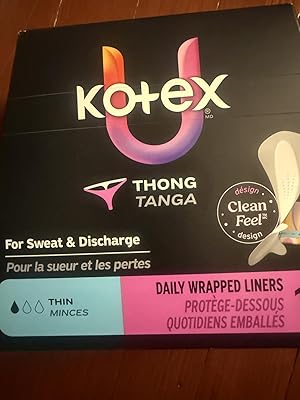 Kotex
® MD
THONG
TANGA
désign
Clean
Feel
design
For Sweat & Discharge
Pour la sueur et les pertes
THIN
MINCES
DAILY WRAPPED LINERS
PROTÈGE-DESSOUS
QUOTIDIENS EMBALLÉS